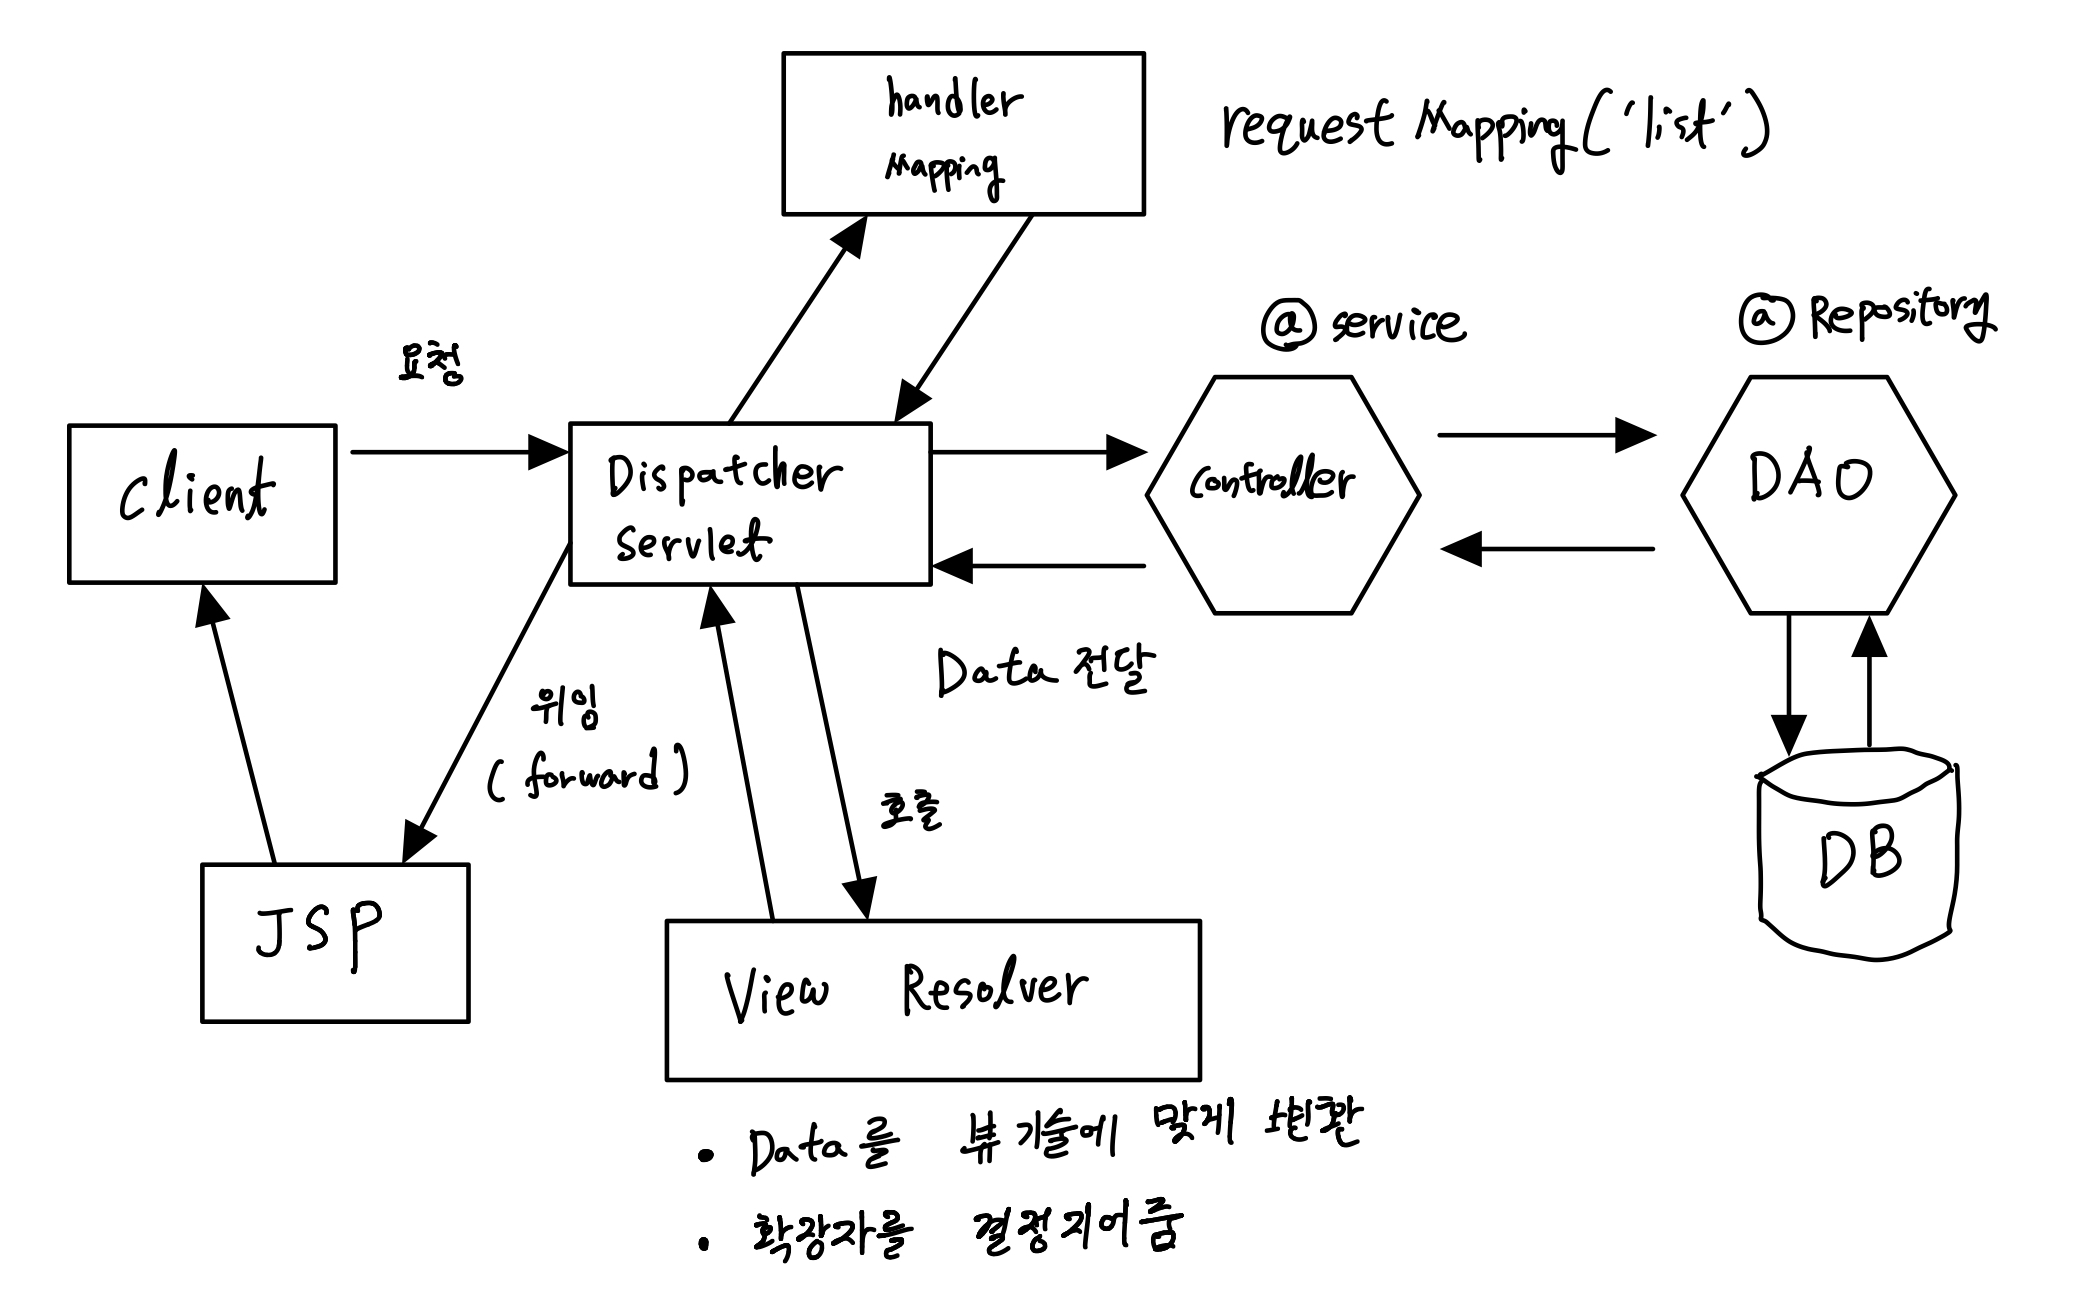 handler
Mapping
request Mapping('list')
@ service
@ Repository
요청
Client
Dispatcher
Servlet
controller
DAO
Data 전달
위임
( forward )
호출
DB
JSP
View Resolver
• Data를 뷰 기술에 맞게 변환
• 확장자를 결정지어줌